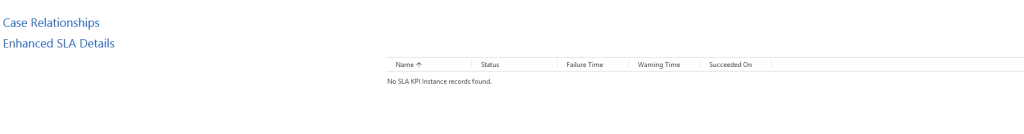 Case Relationships
Enhanced SLA Details
Name ↑ Status Failure Time Warning Time Succeeded On
No SLA KPI Instance records found.